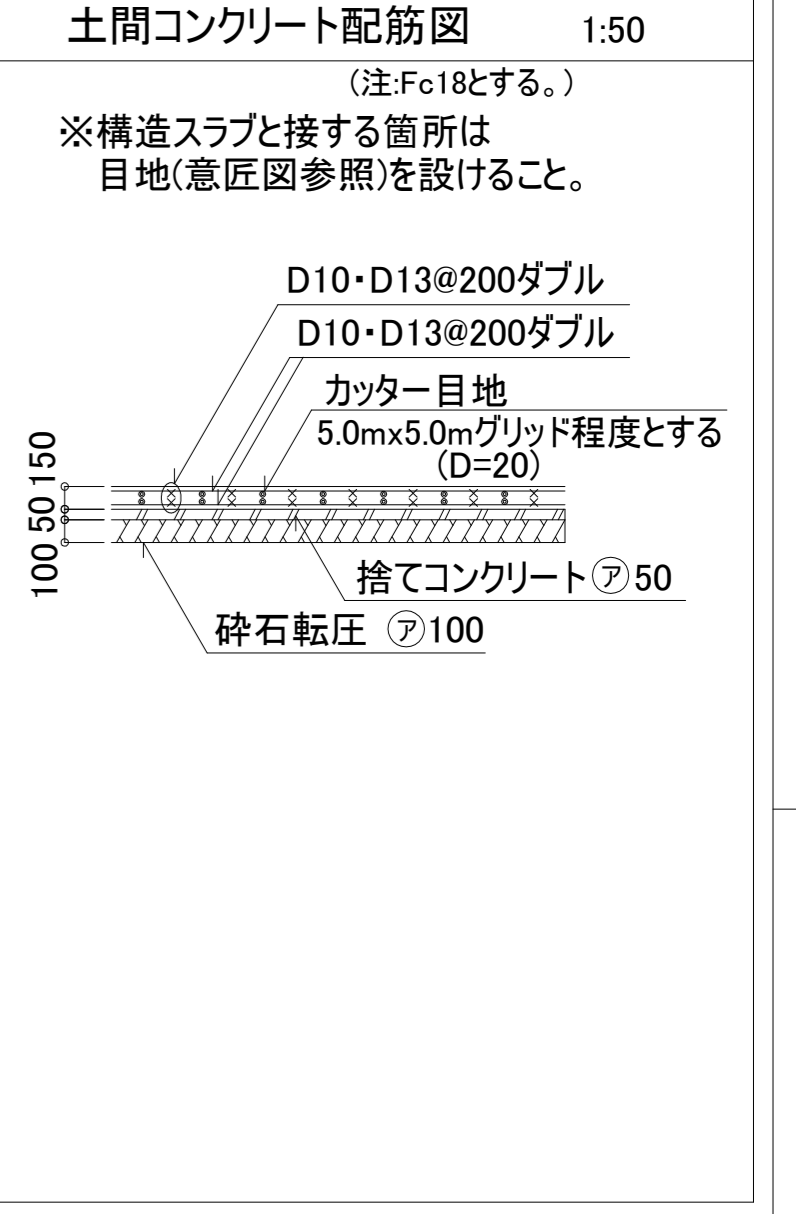 土間コンクリート配筋図 1:50
(注:Fc18とする。)
※構造スラブと接する箇所は
目地(意匠図参照)を設けること。
D10・D13@200ダブル
D10・D13@200ダブル
カッター目地
5.0mx5.0mグリッド程度とする
(D=20)
150
50
100
捨てコンクリート㋐50
砕石転圧 ㋐100